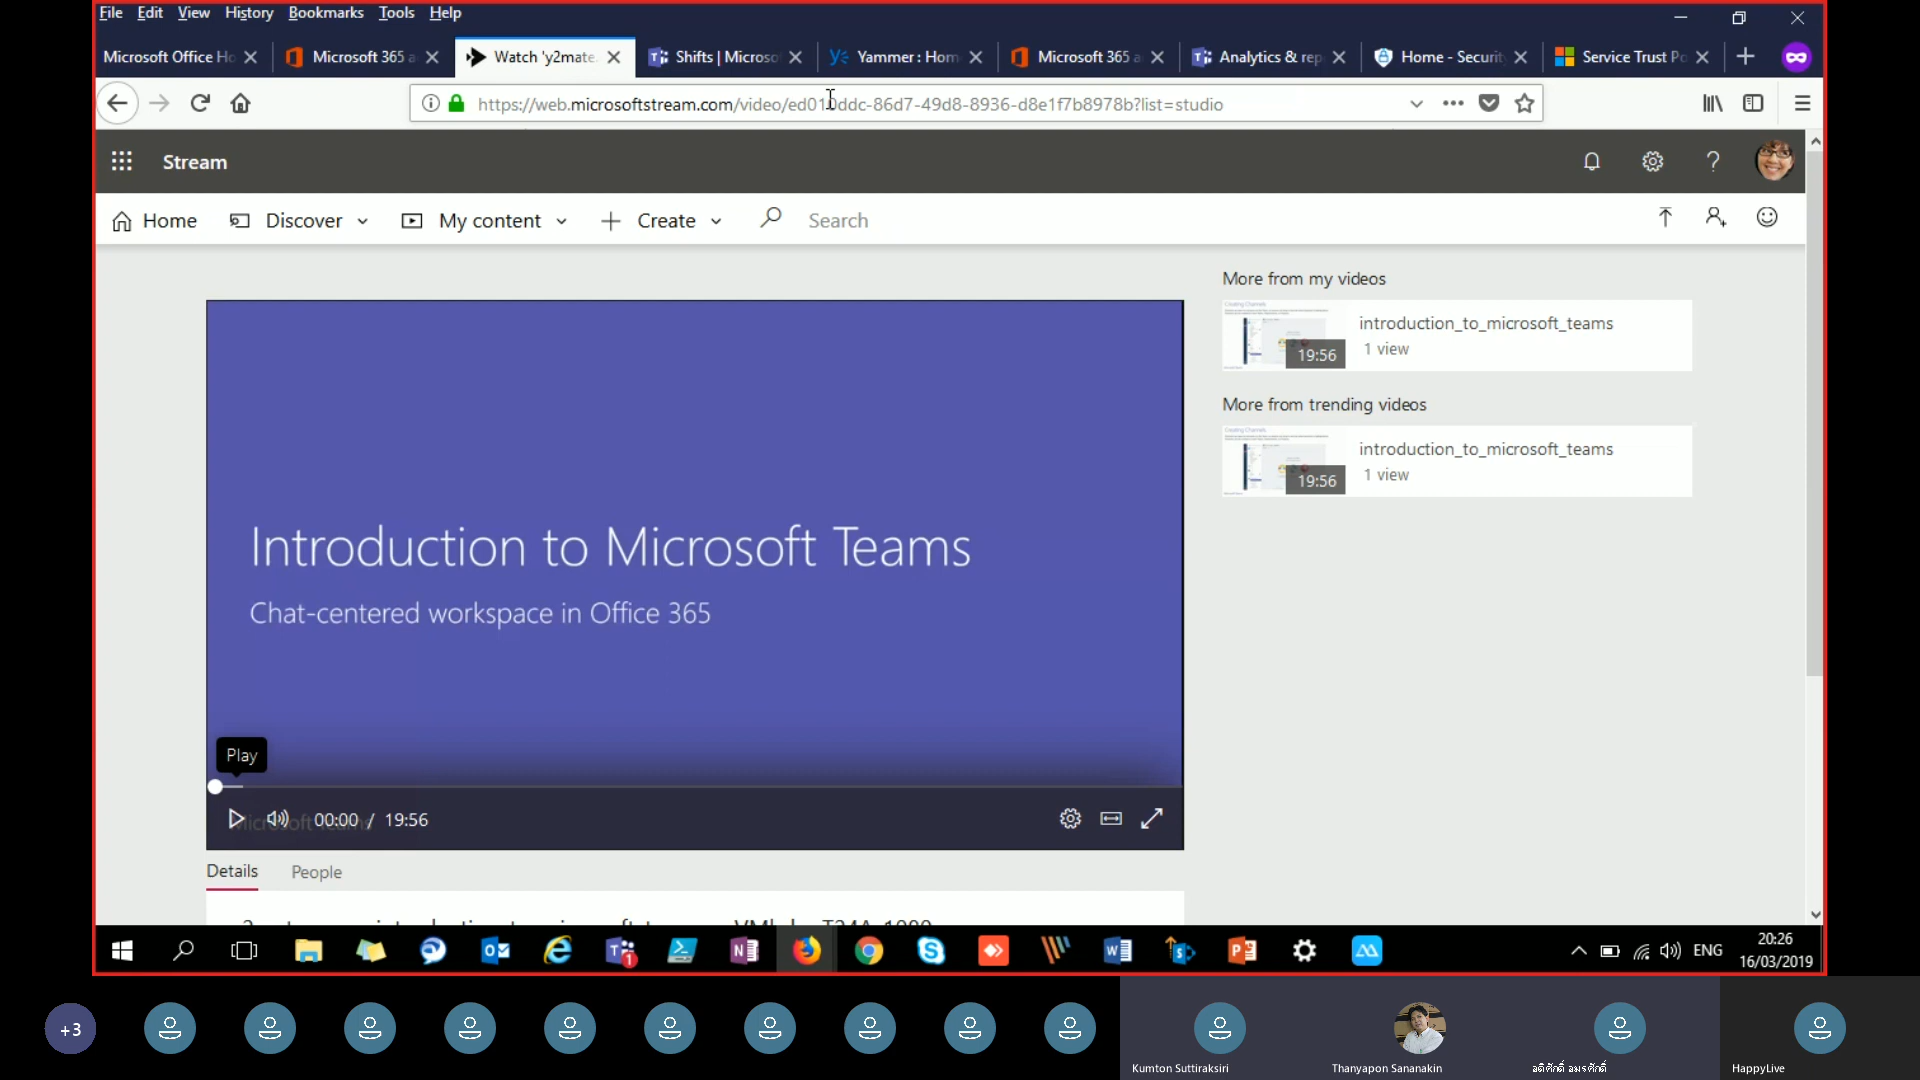 File Edit View History Bookmarks Tools Help
Microsoft Office Ho
Microsoft 365 a
Watch 'y2mate.
Shifts | Microso
Yammer : Hom
Microsoft 365 a
Analytics & rep
Home - Securit
Service Trust Po
https://web.microsoftstream.com/video/ed010ddc-86d7-49d8-8936-d8e1f7b8978b?list=studio
Stream
Home Discover My content Create Search
More from my videos
introduction_to_microsoft_teams
1 view
19:56
More from trending videos
introduction_to_microsoft_teams
1 view
19:56
Introduction to Microsoft Teams
Chat-centered workspace in Office 365
Play
00:00 / 19:56
Details People
ENG
20:26
16/03/2019
+3
Kumton Suttiraksiri
Thanyapon Sananakin
HappyLive